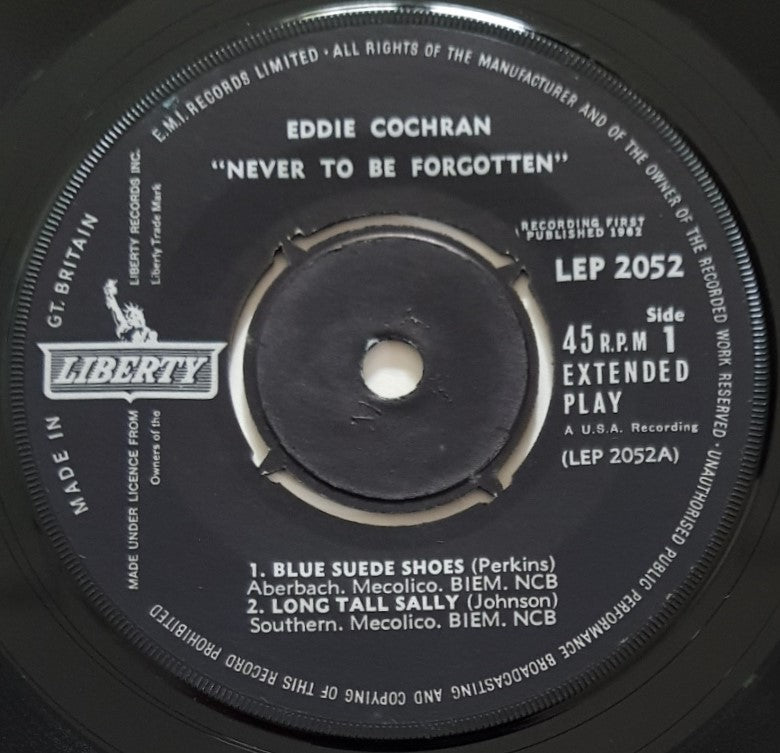 E.M.I. RECORDS LIMITED · ALL RIGHTS OF THE MANUFACTURER AND OF THE OWNER OF THE RECORDED WORK RESERVED · UNAUTHORISED PUBLIC PERFORMANCE BROADCASTING AND COPYING OF THIS RECORD PROHIBITED
EDDIE COCHRAN
"NEVER TO BE FORGOTTEN"
RECORDING FIRST
PUBLISHED 1962
LEP 2052
Side
45 R.P.M 1
EXTENDED
PLAY
A U.S.A. Recording
(LEP 2052A)
MADE IN GT. BRITAIN
LIBERTY
MADE UNDER LICENCE FROM LIBERTY RECORDS INC.
Owners of the Liberty Trade Mark
1. BLUE SUEDE SHOES (Perkins)
Aberbach. Mecolico. BIEM. NCB
2. LONG TALL SALLY (Johnson)
Southern. Mecolico. BIEM. NCB